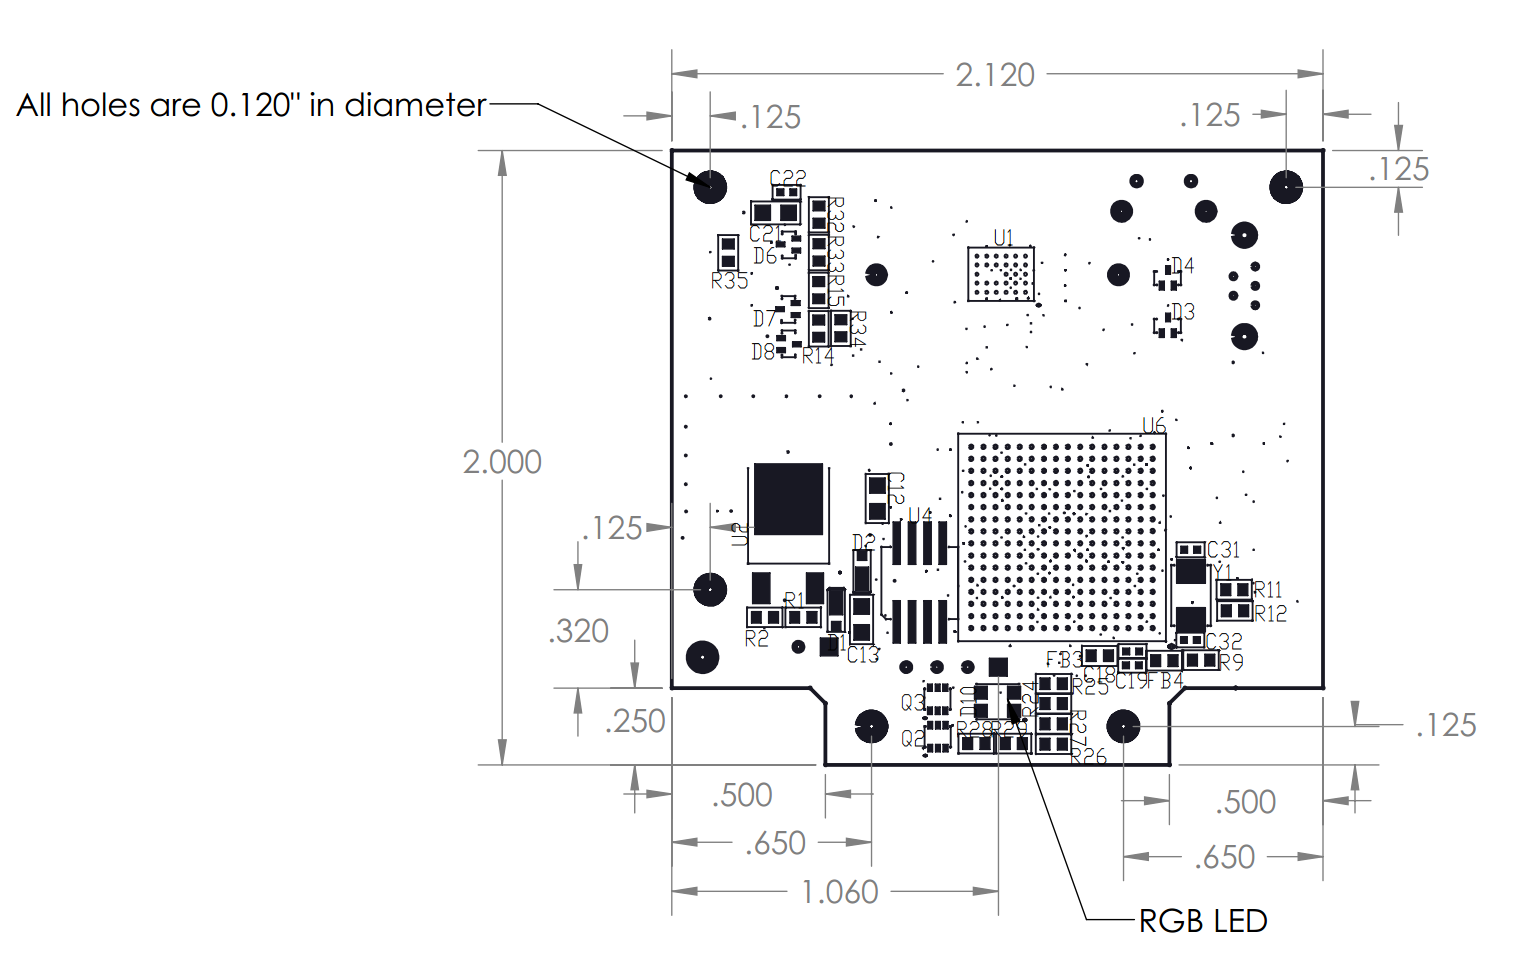 2.120
All holes are 0.120" in diameter
.125
.125
.125
C22
R32
C21
D6
R33
U1
D4
R35
R15
D3
D7
R34
D8
R14
U6
2.000
C12
U4
.125
U2
D2
C31
Y1
R11
R1
R12
.320
R2
D1
C13
C32
FB3
C18
C19
FB4
R9
R25
Q3
D10
R24
.250
R27
.125
Q2
R28
R29
R26
.500
.500
.650
.650
1.060
RGB LED